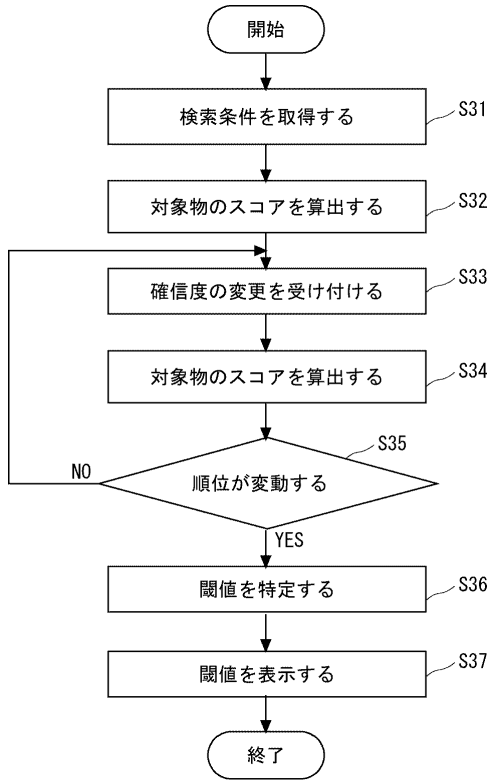 開始
検索条件を取得する
S31
対象物のスコアを算出する
S32
確信度の変更を受け付ける
S33
対象物のスコアを算出する
S34
順位が変動する
S35
NO
YES
閾値を特定する
S36
閾値を表示する
S37
終了